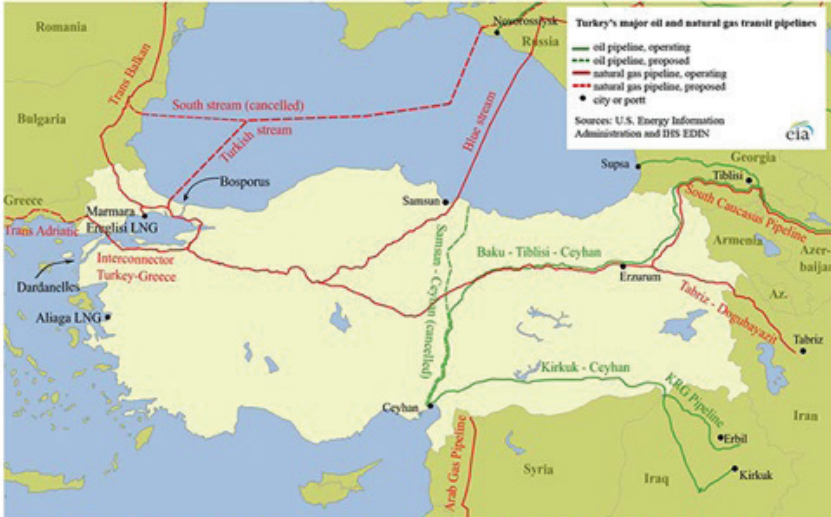 Turkey's major oil and natural gas transit pipelines
oil pipeline, operating
oil pipeline, proposed
natural gas pipeline, operating
natural gas pipeline, proposed
city or portt
Sources: U.S. Energy Information
Administration and IHS EDIN
eia
Romania
Novorossiysk
Russia
Trans Balkan
South stream (cancelled)
Turkish stream
Blue stream
Bulgaria
Supsa
Georgia
Tiblisi
South Caucasus Pipeline
Bosporus
Samsun
Greece
Marmara
Ereglisi LNG
Trans Adriatic
Armenia
Azer-
baijan
Interconnector
Turkey-Greece
Samsun - Ceyhan (cancelled)
Baku - Tiblisi - Ceyhan
Erzurum
Dardanelles
Az.
Tabriz - Dogubayazit
Aliaga LNG
Tabriz
Kirkuk - Ceyhan
Ceyhan
KRG Pipeline
Iran
Erbil
Arab Gas Pipeline
Syria
Iraq
Kirkuk